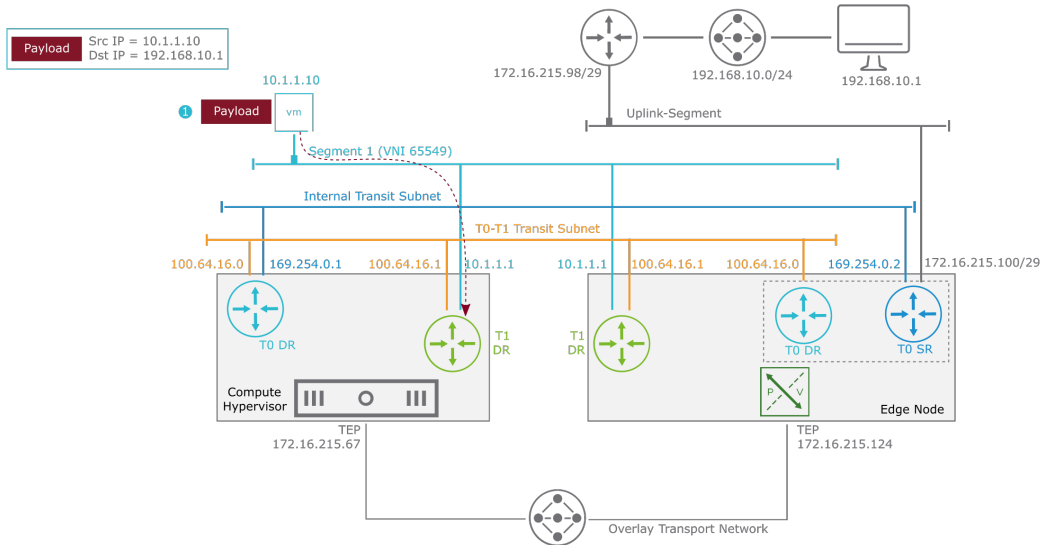 Payload
Src IP = 10.1.1.10
Dst IP = 192.168.10.1
172.16.215.98/29
192.168.10.0/24
192.168.10.1
10.1.1.10
1
Payload
vm
Uplink-Segment
Segment 1 (VNI 65549)
Internal Transit Subnet
T0-T1 Transit Subnet
100.64.16.0
169.254.0.1
100.64.16.1
10.1.1.1
10.1.1.1
100.64.16.1
100.64.16.0
169.254.0.2
172.16.215.100/29
T0 DR
T1
DR
T1
DR
T0 DR
T0 SR
Compute
Hypervisor
P
V
Edge Node
TEP
172.16.215.67
TEP
172.16.215.124
Overlay Transport Network